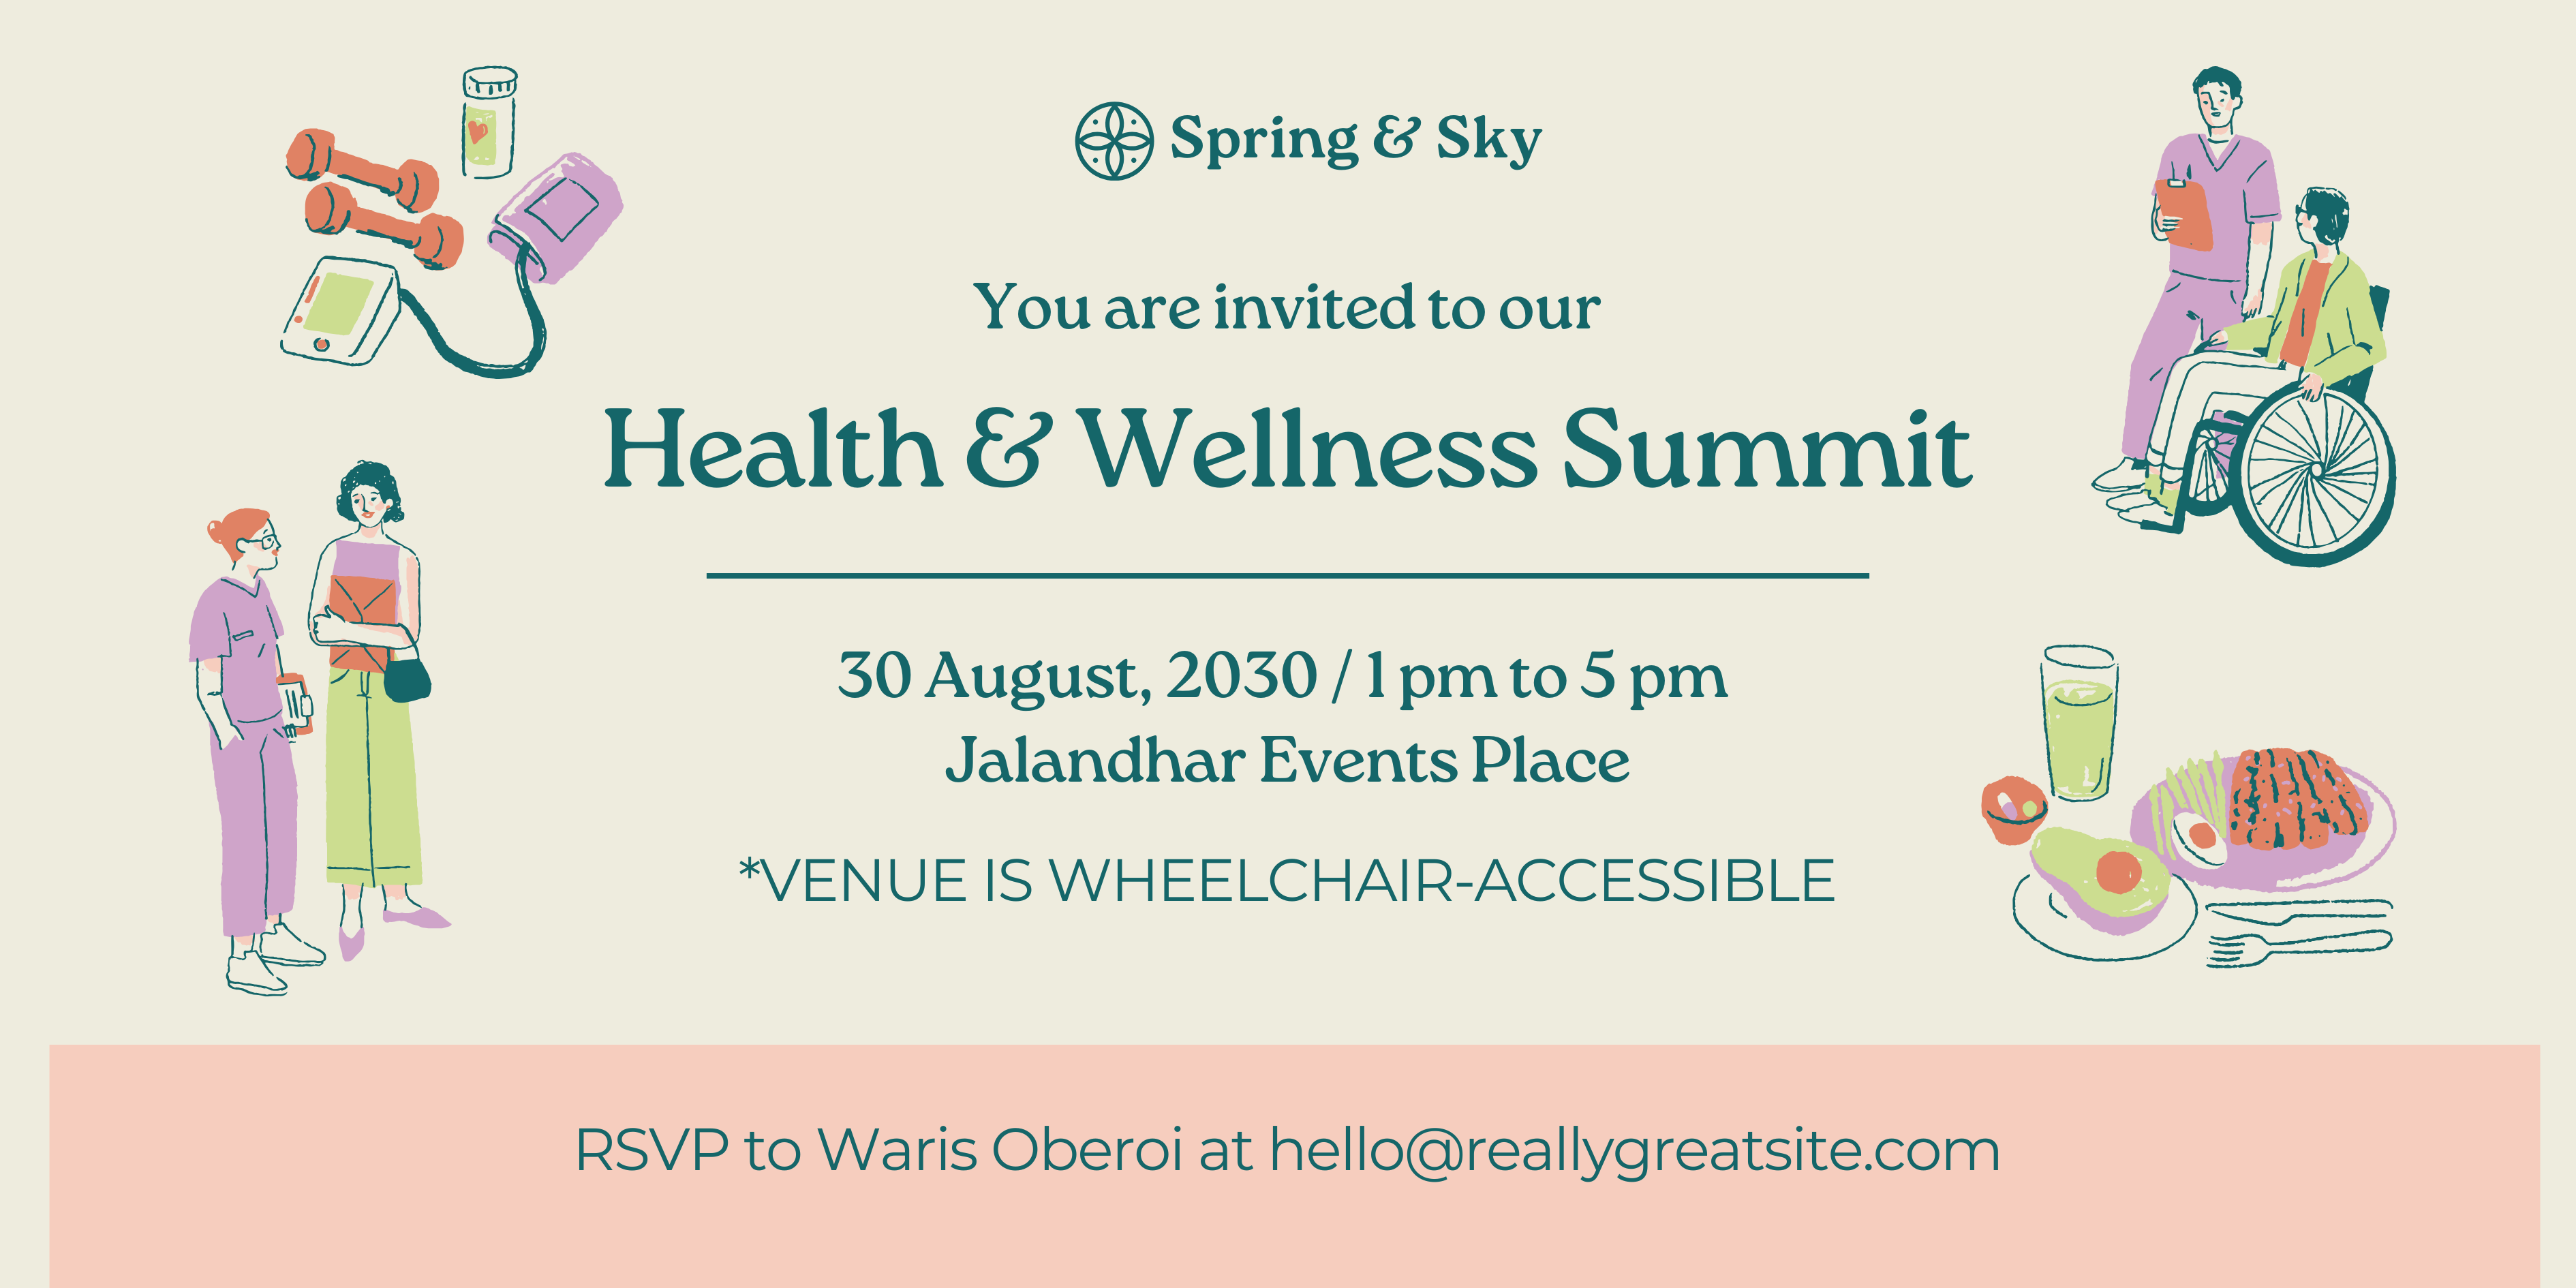 Spring & Sky
You are invited to our
Health & Wellness Summit
30 August, 2030 / 1 pm to 5 pm
Jalandhar Events Place
*VENUE IS WHEELCHAIR-ACCESSIBLE
RSVP to Waris Oberoi at hello@reallygreatsite.com